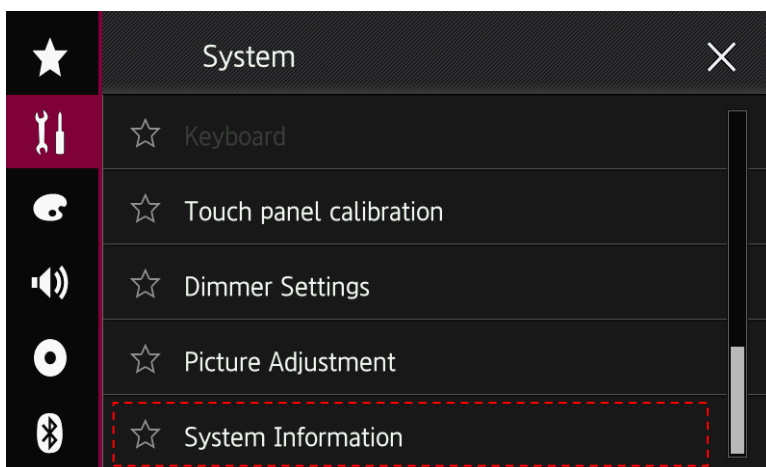 System
Keyboard
Touch panel calibration
Dimmer Settings
Picture Adjustment
System Information